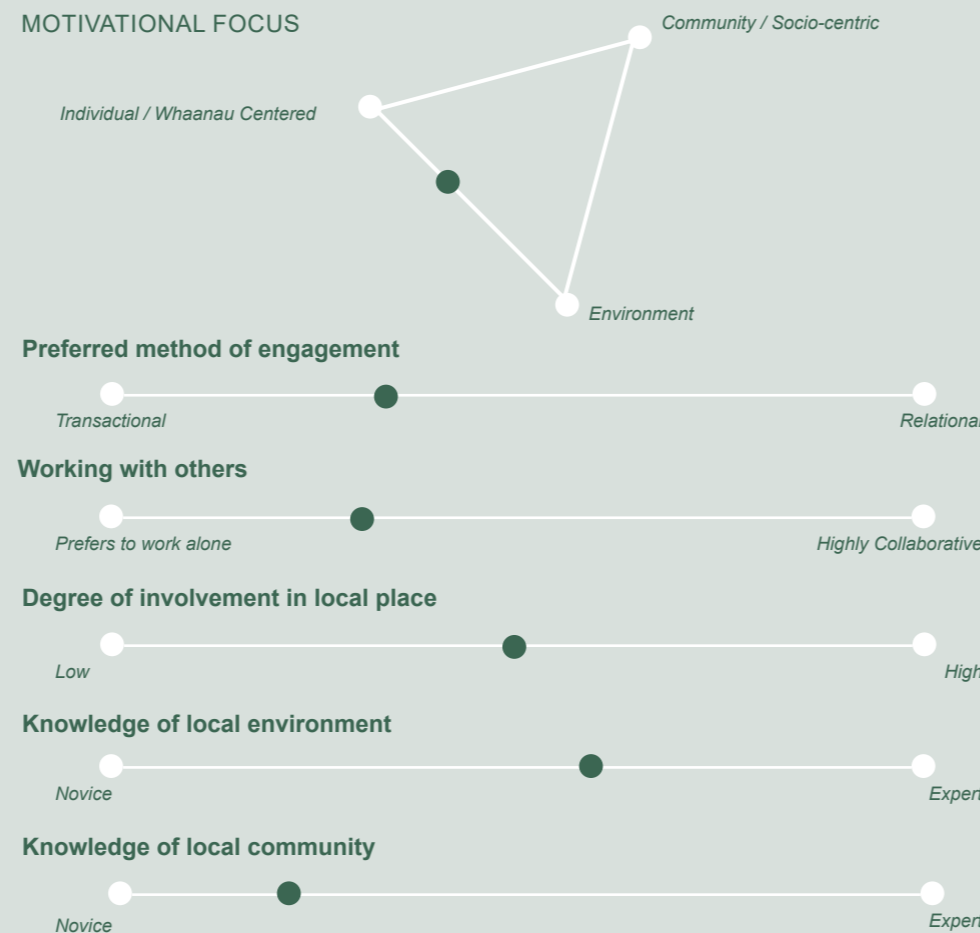 MOTIVATIONAL FOCUS
Community / Socio-centric
Individual / Whaanau Centered
Environment
Preferred method of engagement
Transactional
Relational
Working with others
Prefers to work alone
Highly Collaborative
Degree of involvement in local place
Low
High
Knowledge of local environment
Novice
Expert
Knowledge of local community
Novice
Expert